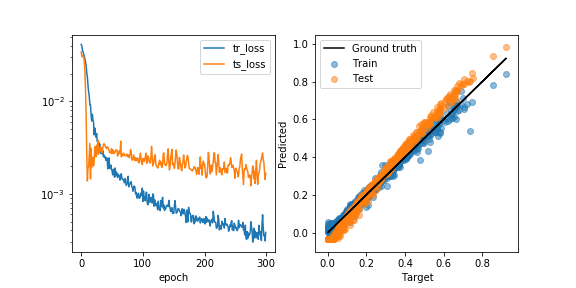 tr_loss
ts_loss
10⁻²
10⁻³
0
100
200
300
epoch
Ground truth
Train
Test
1.0
0.8
0.6
0.4
0.2
0.0
Predicted
0.0
0.2
0.4
0.6
0.8
Target